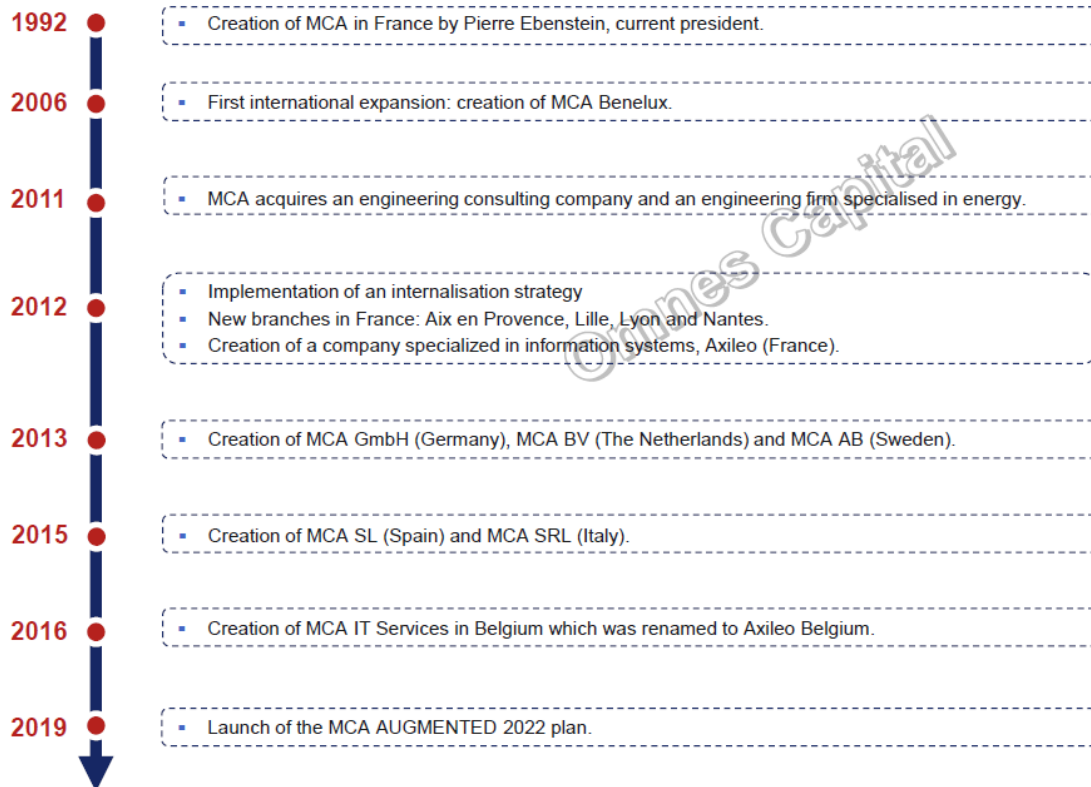 1992
▪ Creation of MCA in France by Pierre Ebenstein, current president.
2006
▪ First international expansion: creation of MCA Benelux.
2011
▪ MCA acquires an engineering consulting company and an engineering firm specialised in energy.
2012
▪ Implementation of an internalisation strategy
▪ New branches in France: Aix en Provence, Lille, Lyon and Nantes.
▪ Creation of a company specialized in information systems, Axileo (France).
2013
▪ Creation of MCA GmbH (Germany), MCA BV (The Netherlands) and MCA AB (Sweden).
2015
▪ Creation of MCA SL (Spain) and MCA SRL (Italy).
2016
▪ Creation of MCA IT Services in Belgium which was renamed to Axileo Belgium.
2019
▪ Launch of the MCA AUGMENTED 2022 plan.
Omnes Capital